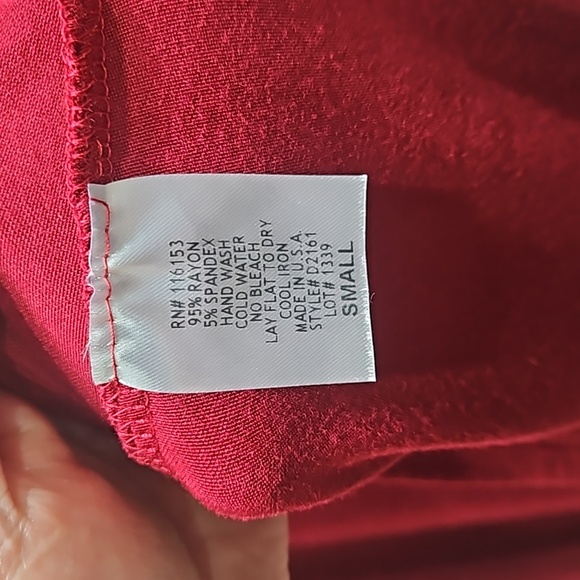 RN# 116153
95% RAYON
5% SPANDEX
HAND WASH
COLD WATER
NO BLEACH
LAY FLAT TO DRY
COOL IRON
MADE IN U.S.A.
STYLE# D2161
LOT# 1339
SMALL